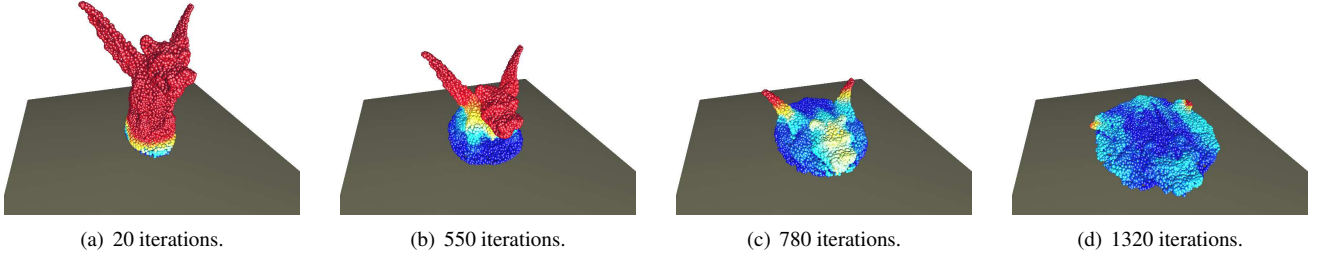 (a) 20 iterations.
(b) 550 iterations.
(c) 780 iterations.
(d) 1320 iterations.